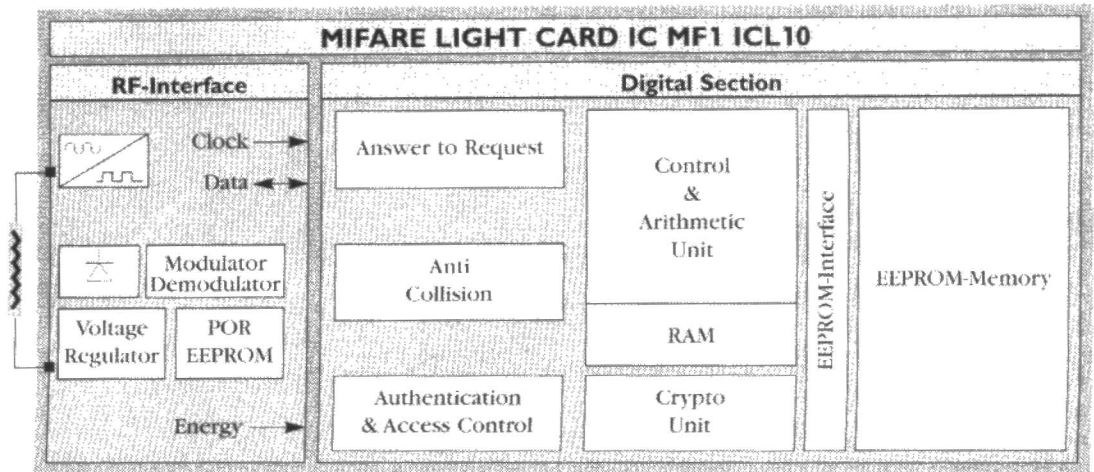 MIFARE LIGHT CARD IC MF1 ICL10
RF-Interface
Clock
Data
Modulator
Demodulator
Voltage
Regulator
POR
EEPROM
Energy
Digital Section
Answer to Request
Anti
Collision
Authentication
& Access Control
Control
&
Arithmetic
Unit
RAM
Crypto
Unit
EEPROM-Interface
EEPROM-Memory